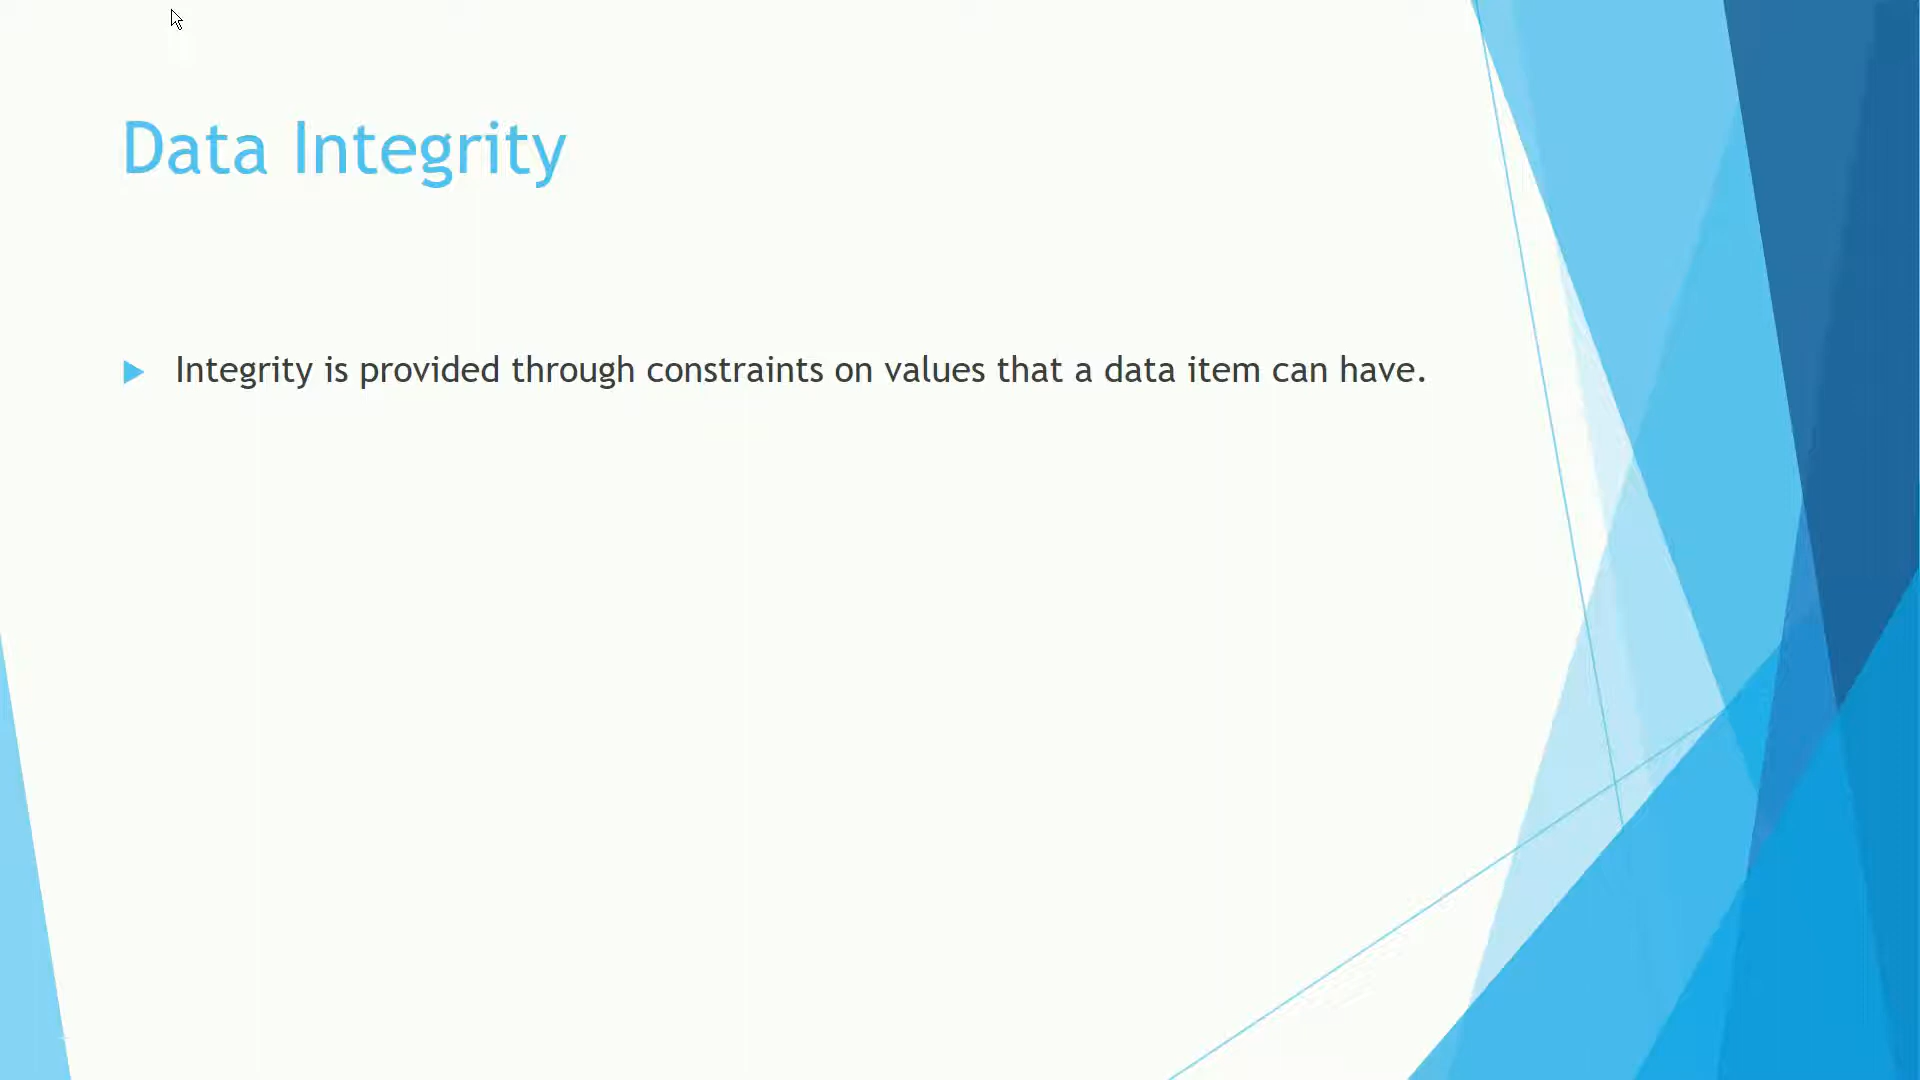 Data Integrity
Integrity is provided through constraints on values that a data item can have.